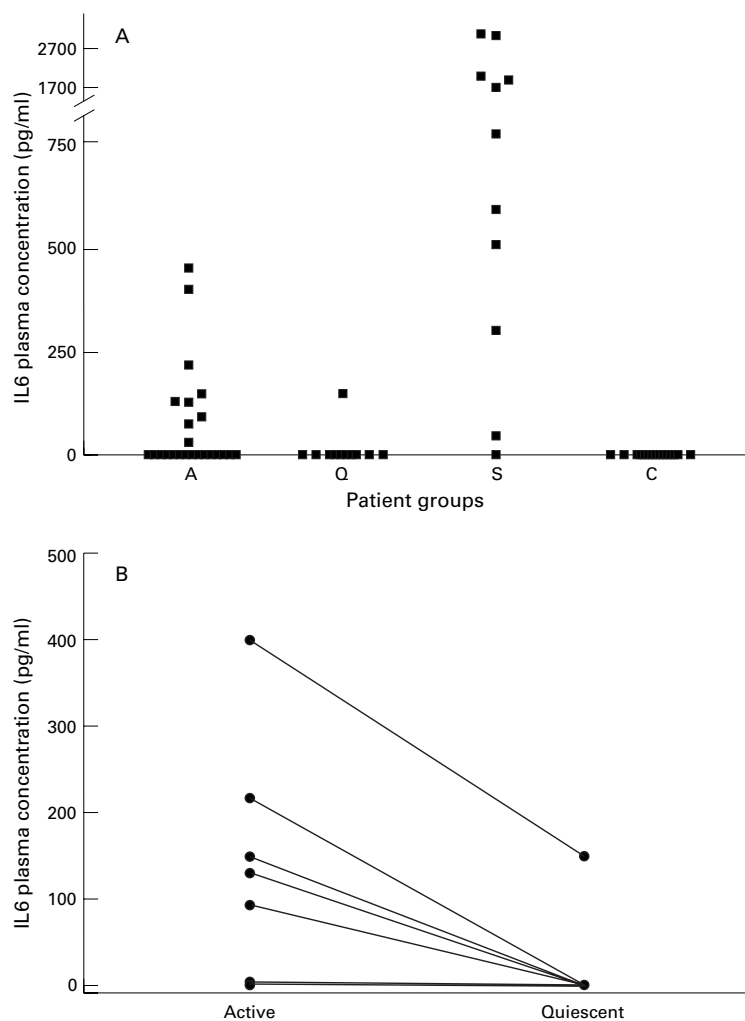 A
2700
1700
750
500
250
0
IL6 plasma concentration (pg/ml)
A Q S C
Patient groups
B
500
400
300
200
100
0
IL6 plasma concentration (pg/ml)
Active Quiescent